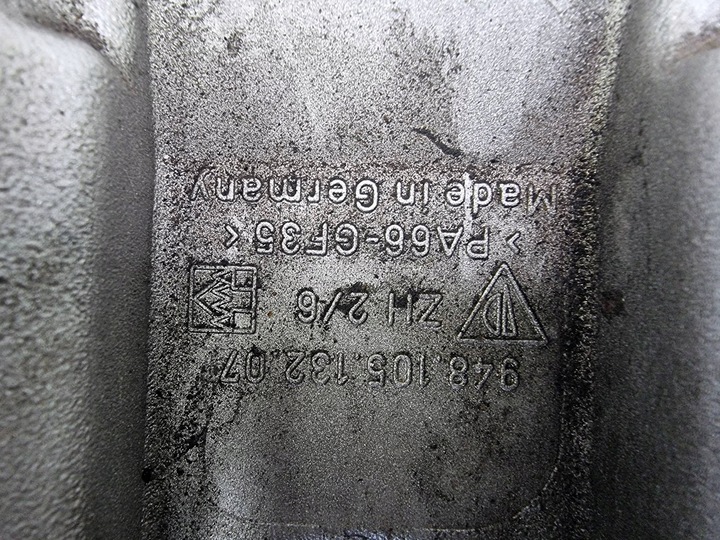 948.105.132.07
ZH 2/6
>PA66-GF35<
Made in Germany